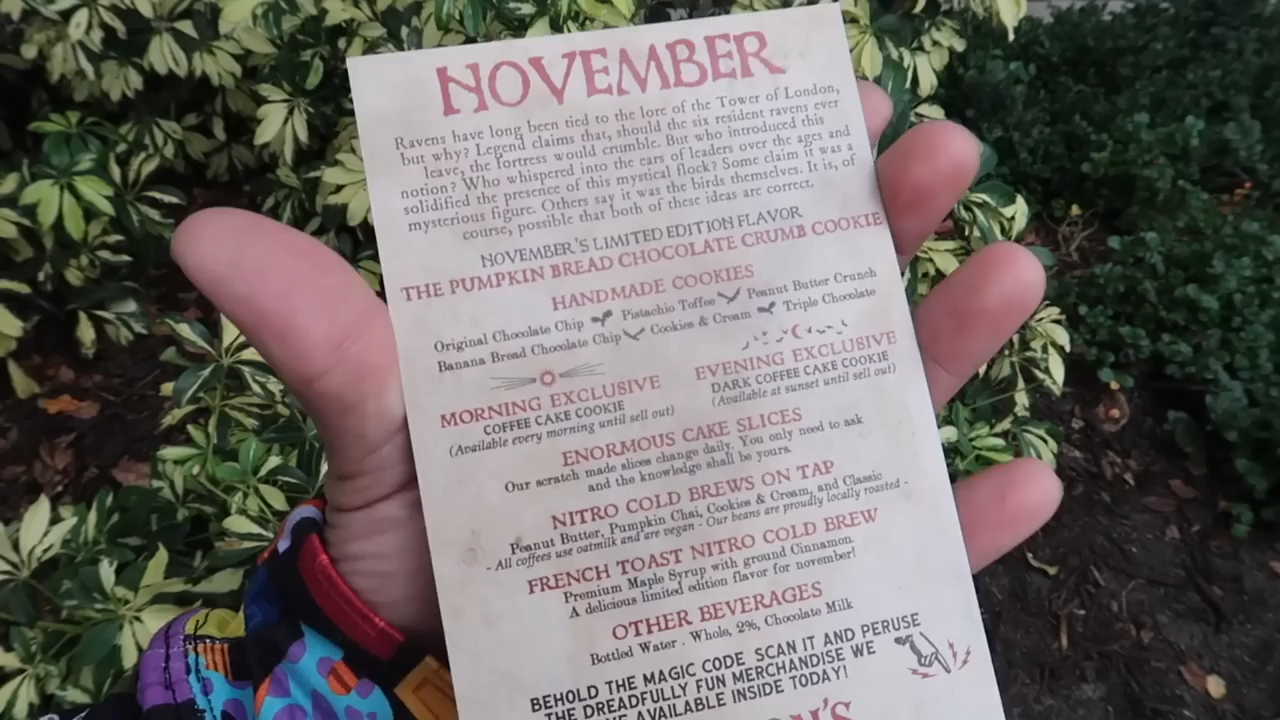 NOVEMBER
Ravens have long been tied to the lore of the Tower of London,
but why? Legend claims that, should the six resident ravens ever
leave, the fortress would crumble. But who introduced this
notion? Who whispered into the ears of leaders over the ages and
solidified the presence of this mystical flock? Some claim it was a
mysterious figure. Others say it was the birds themselves. It is, of
course, possible that both of these ideas are correct.
NOVEMBER'S LIMITED EDITION FLAVOR
THE PUMPKIN BREAD CHOCOLATE CRUMB COOKIE
HANDMADE COOKIES
Original Chocolate Chip Pistachio Toffee Peanut Butter Crunch
Banana Bread Chocolate Chip Cookies & Cream Triple Chocolate
MORNING EXCLUSIVE
COFFEE CAKE COOKIE
(Available every morning until sell out)
EVENING EXCLUSIVE
DARK COFFEE CAKE COOKIE
(Available at sunset until sell out)
ENORMOUS CAKE SLICES
Our scratch made slices change daily. You only need to ask
and the knowledge shall be yours.
NITRO COLD BREWS ON TAP
Peanut Butter, Pumpkin Chai, Cookies & Cream, and Classic
- All coffees use oatmilk and are vegan - Our beans are proudly locally roasted -
FRENCH TOAST NITRO COLD BREW
Premium Maple Syrup with ground Cinnamon.
A delicious limited edition flavor for november!
OTHER BEVERAGES
Bottled Water . Whole, 2%, Chocolate Milk
BEHOLD THE MAGIC CODE. SCAN IT AND PERUSE
THE DREADFULLY FUN MERCHANDISE WE
AVAILABLE INSIDE TODAY!